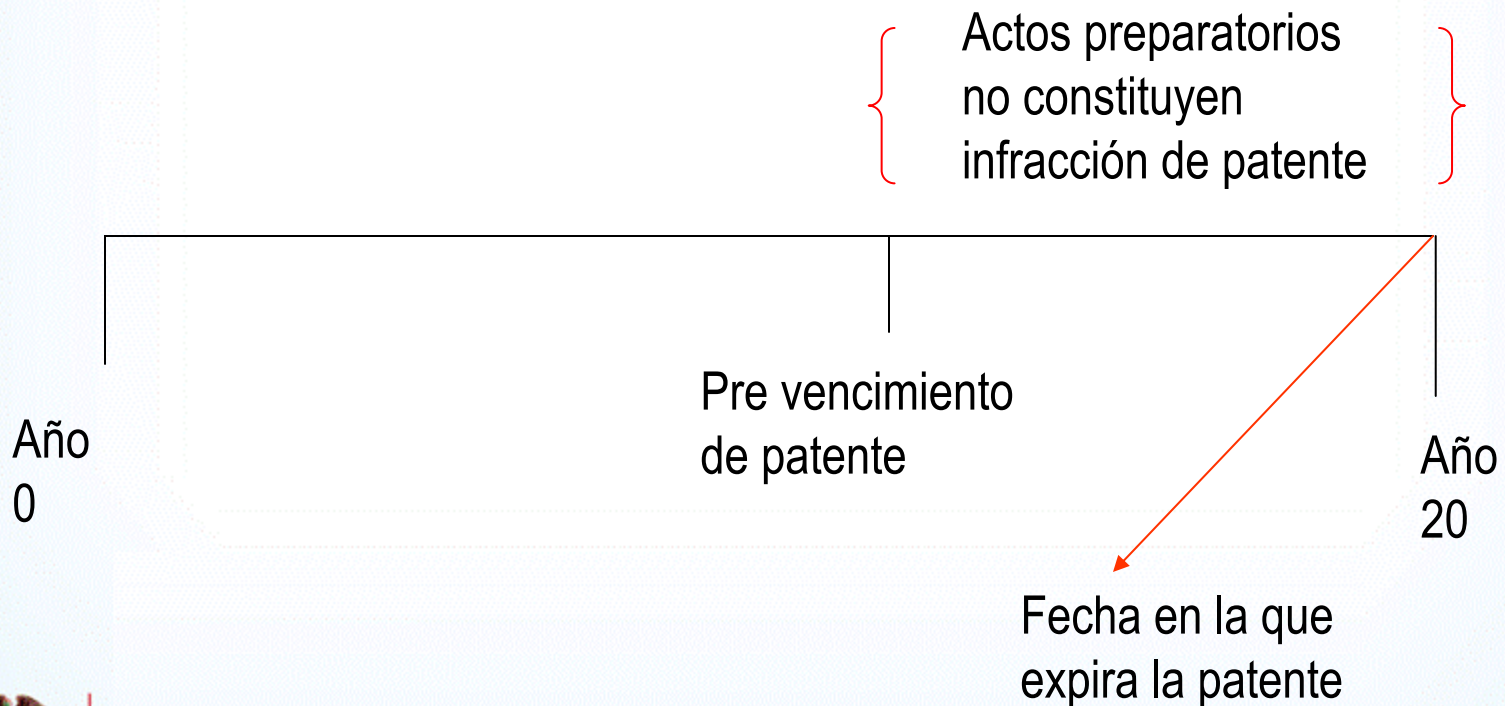 Actos preparatorios
no constituyen
infracción de patente
Pre vencimiento
de patente
Año
0
Año
20
Fecha en la que
expira la patente